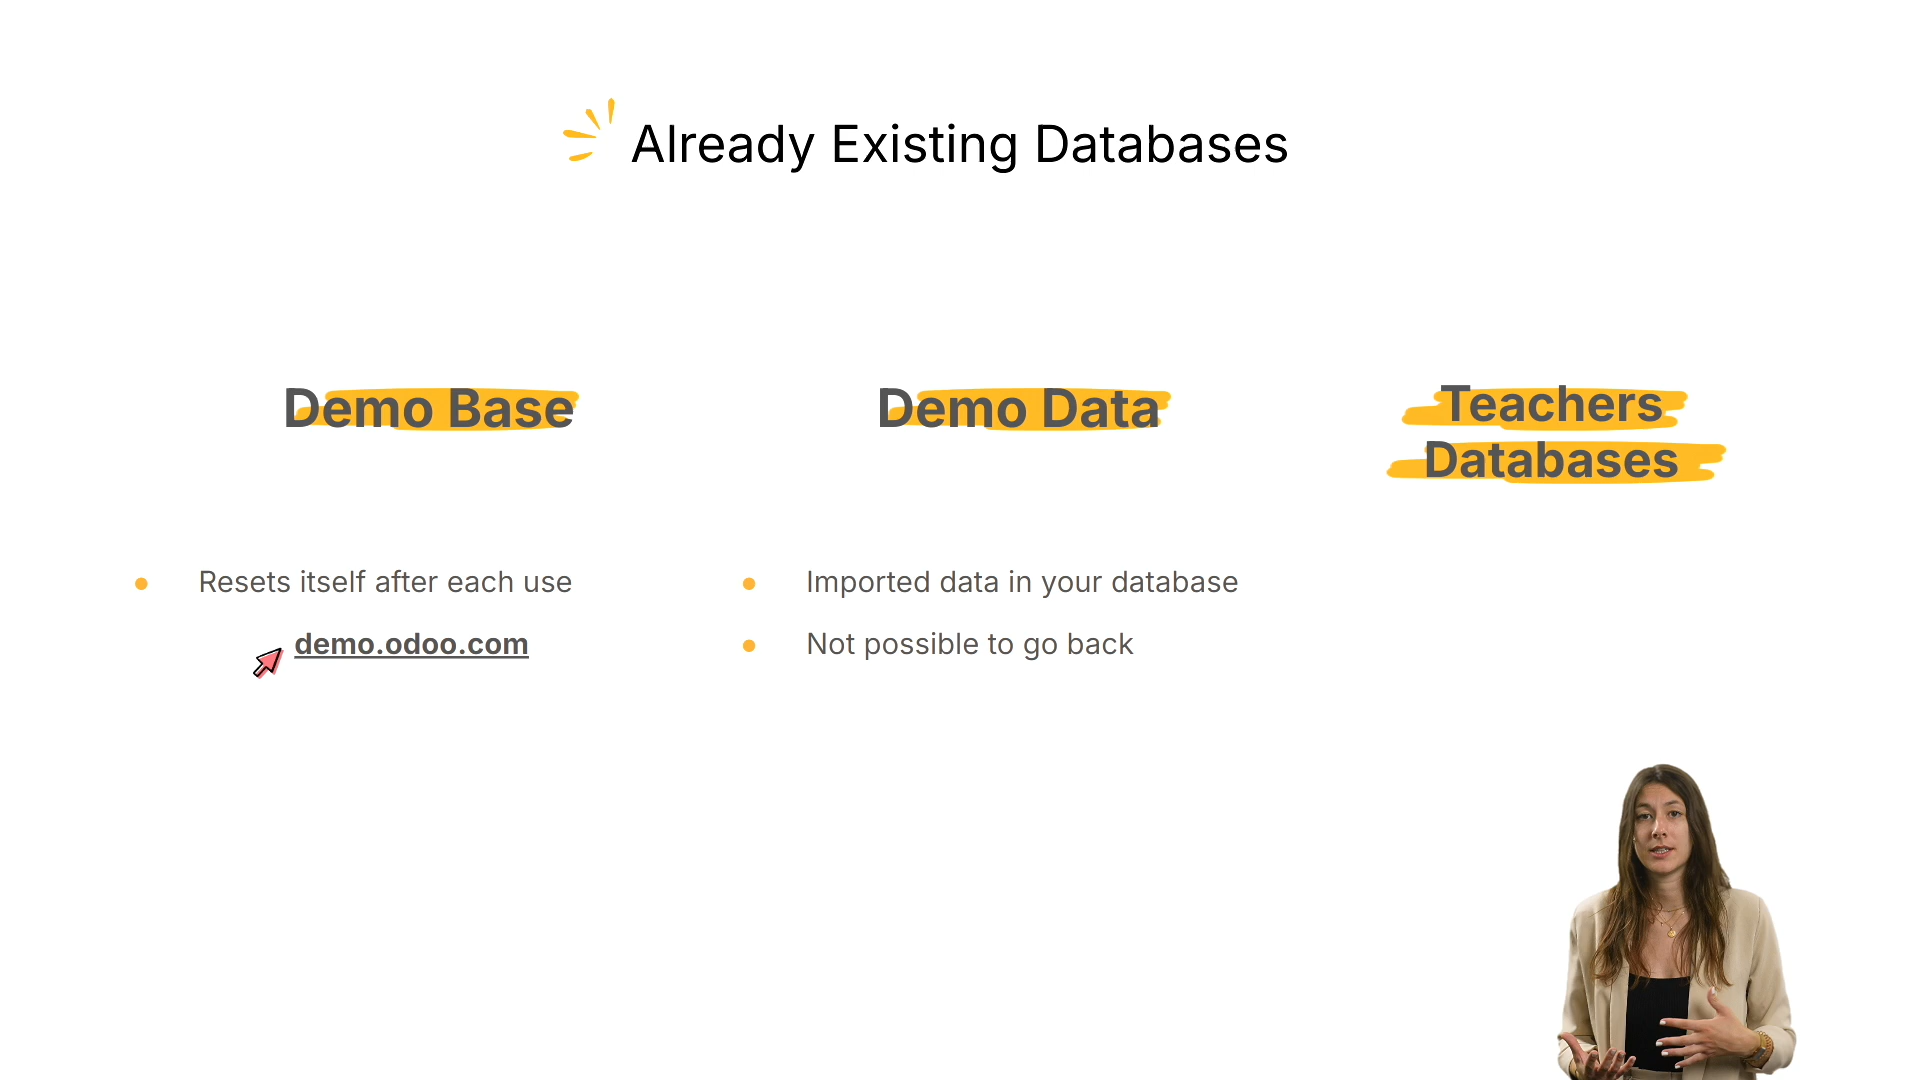 Already Existing Databases
Demo Base
Resets itself after each use
demo.odoo.com
Demo Data
Imported data in your database
Not possible to go back
Teachers
Databases